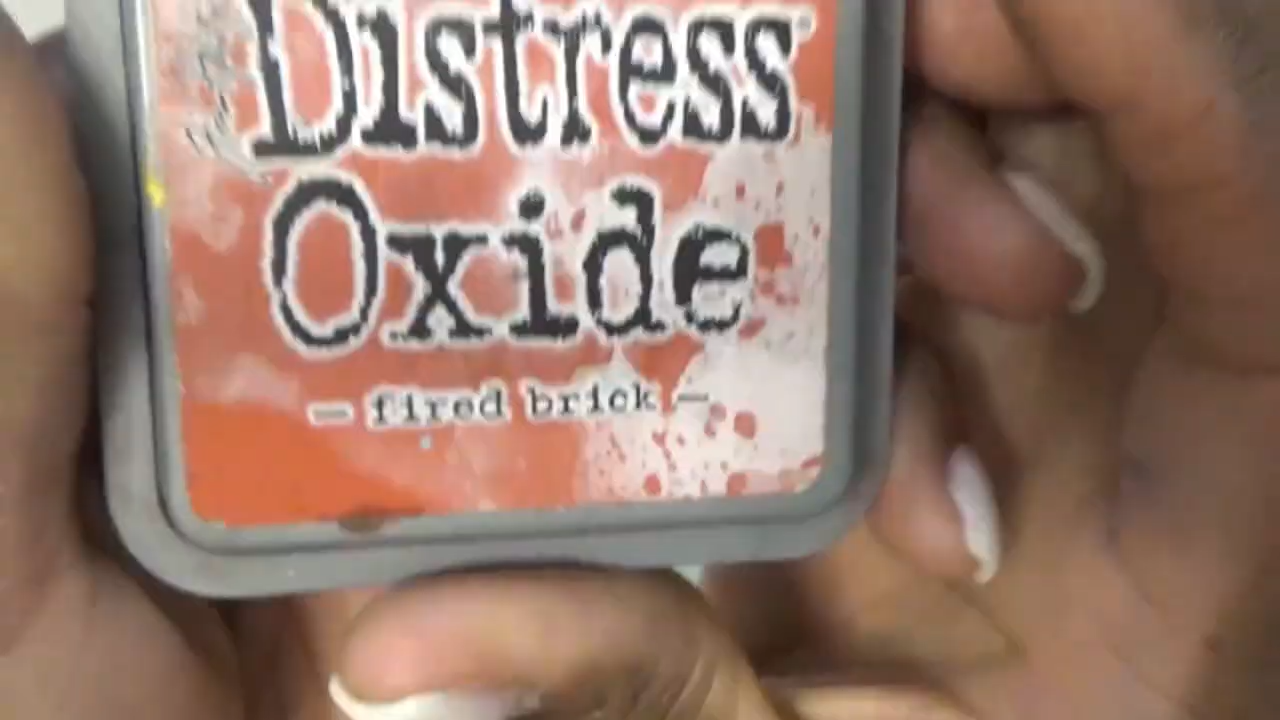 Distress
Oxide
– fired brick –